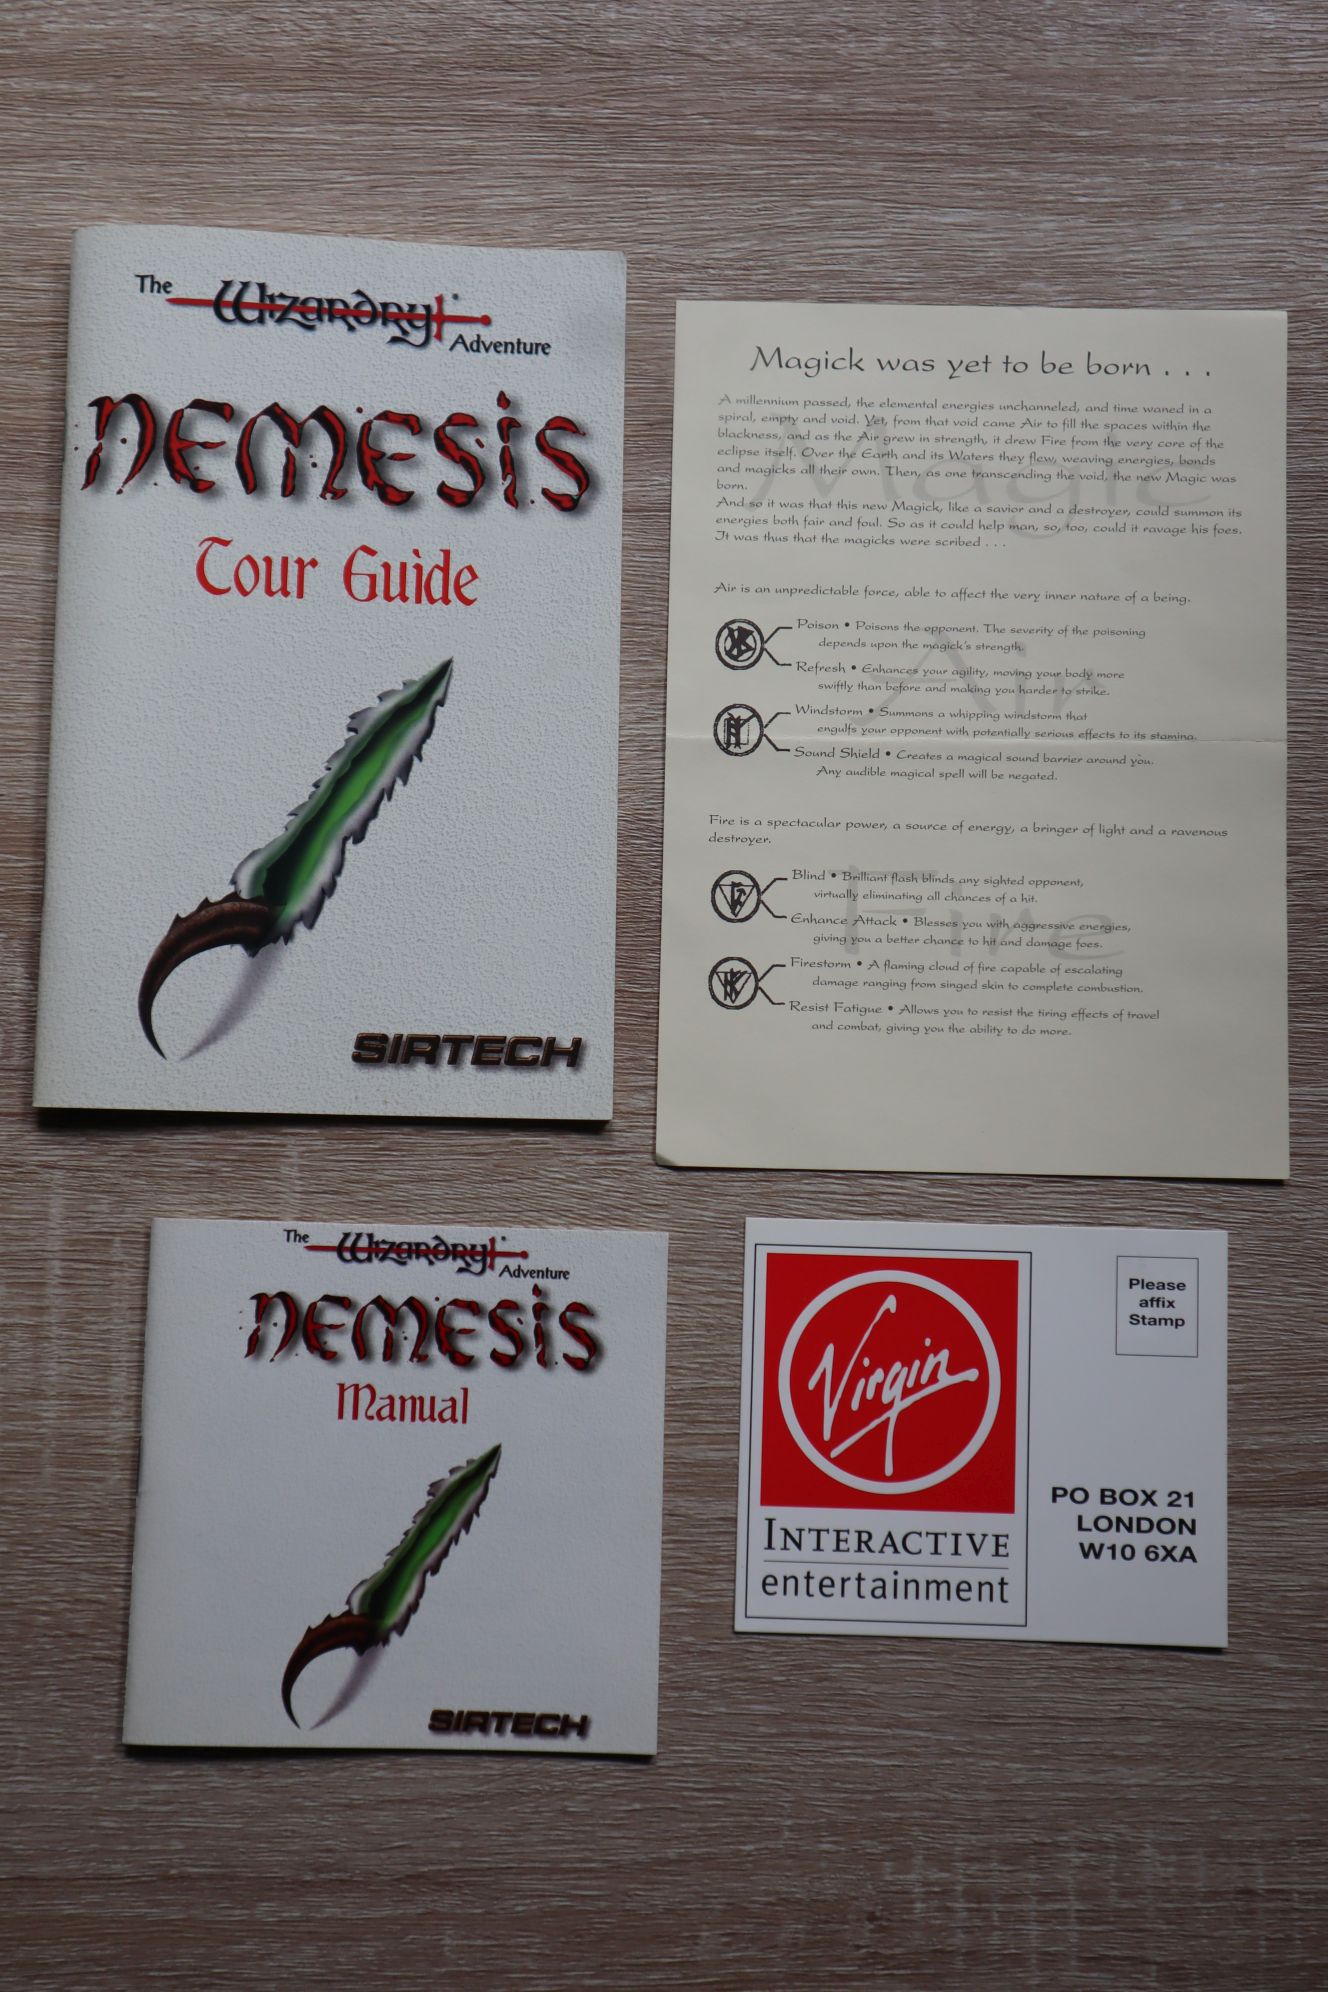 The Wizardry
Adventure
NEMESIS
Tour Guide
SIRTECH
Magick was yet to be born . . .
A millennium passed, the elemental energies unchanneled, and time waned in a
spiral, empty and void. Yet, from that void came Air to fill the spaces within the
blackness, and as the Air grew in strength, it drew Fire from the very core of the
eclipse itself. Over the Earth and its Waters they flew, weaving energies, bonds
and magicks all their own. Then, as one transcending the void, the new Magic was
born.
And so it was that this new Magick, like a savior and a destroyer, could summon its
energies both fair and foul. So as it could help man, so, too, could it ravage his foes.
It was thus that the magicks were scribed . . .
Magic
Air is an unpredictable force, able to affect the very inner nature of a being.
Air
Poison • Poisons the opponent. The severity of the poisoning
depends upon the magick's strength.
Refresh • Enhances your agility, moving your body more
swiftly than before and making you harder to strike.
Windstorm • Summons a whipping windstorm that
engulfs your opponent with potentially serious effects to its stamina.
Sound Shield • Creates a magical sound barrier around you.
Any audible magical spell will be negated.
Fire is a spectacular power, a source of energy, a bringer of light and a ravenous
destroyer.
Fire
Blind • Brilliant flash blinds any sighted opponent,
virtually eliminating all chances of a hit.
Enhance Attack • Blesses you with aggressive energies,
giving you a better chance to hit and damage foes.
Firestorm • A flaming cloud of fire capable of escalating
damage ranging from singed skin to complete combustion.
Resist Fatigue • Allows you to resist the tiring effects of travel
and combat, giving you the ability to do more.
The Wizardry
Adventure
NEMESIS
Manual
SIRTECH
Virgin
INTERACTIVE
entertainment
Please
affix
Stamp
PO BOX 21
LONDON
W10 6XA